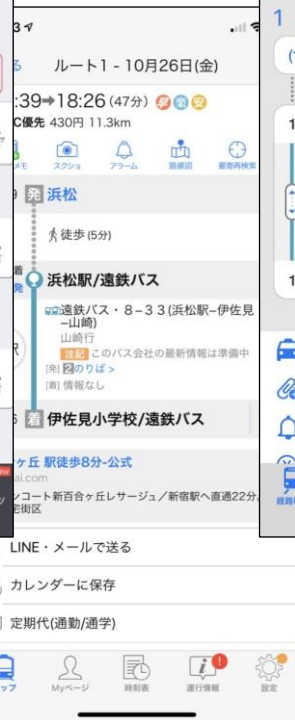 3
1
ルート1 - 10月26日(金)
:39➡18:26 (47分) 早 楽 安
C優先 430円 11.3km
メモ
スクショ
アラーム
路線図
最寄再検索
発 浜松
徒歩 (5分)
着
発
浜松駅/遠鉄バス
遠鉄バス・8-33(浜松駅-伊佐見
-山崎)
山崎行
注記 このバス会社の最新情報は準備中
[発] 2のりば >
[着] 情報なし
着 伊佐見小学校/遠鉄バス
ヶ丘 駅徒歩8分-公式
ai.com
ンコート新百合ヶ丘レサージュ/新宿駅へ直通22分。
宅街区
LINE・メールで送る
カレンダーに保存
定期代(通勤/通学)
ップ
Myページ
時刻表
運行情報
設定